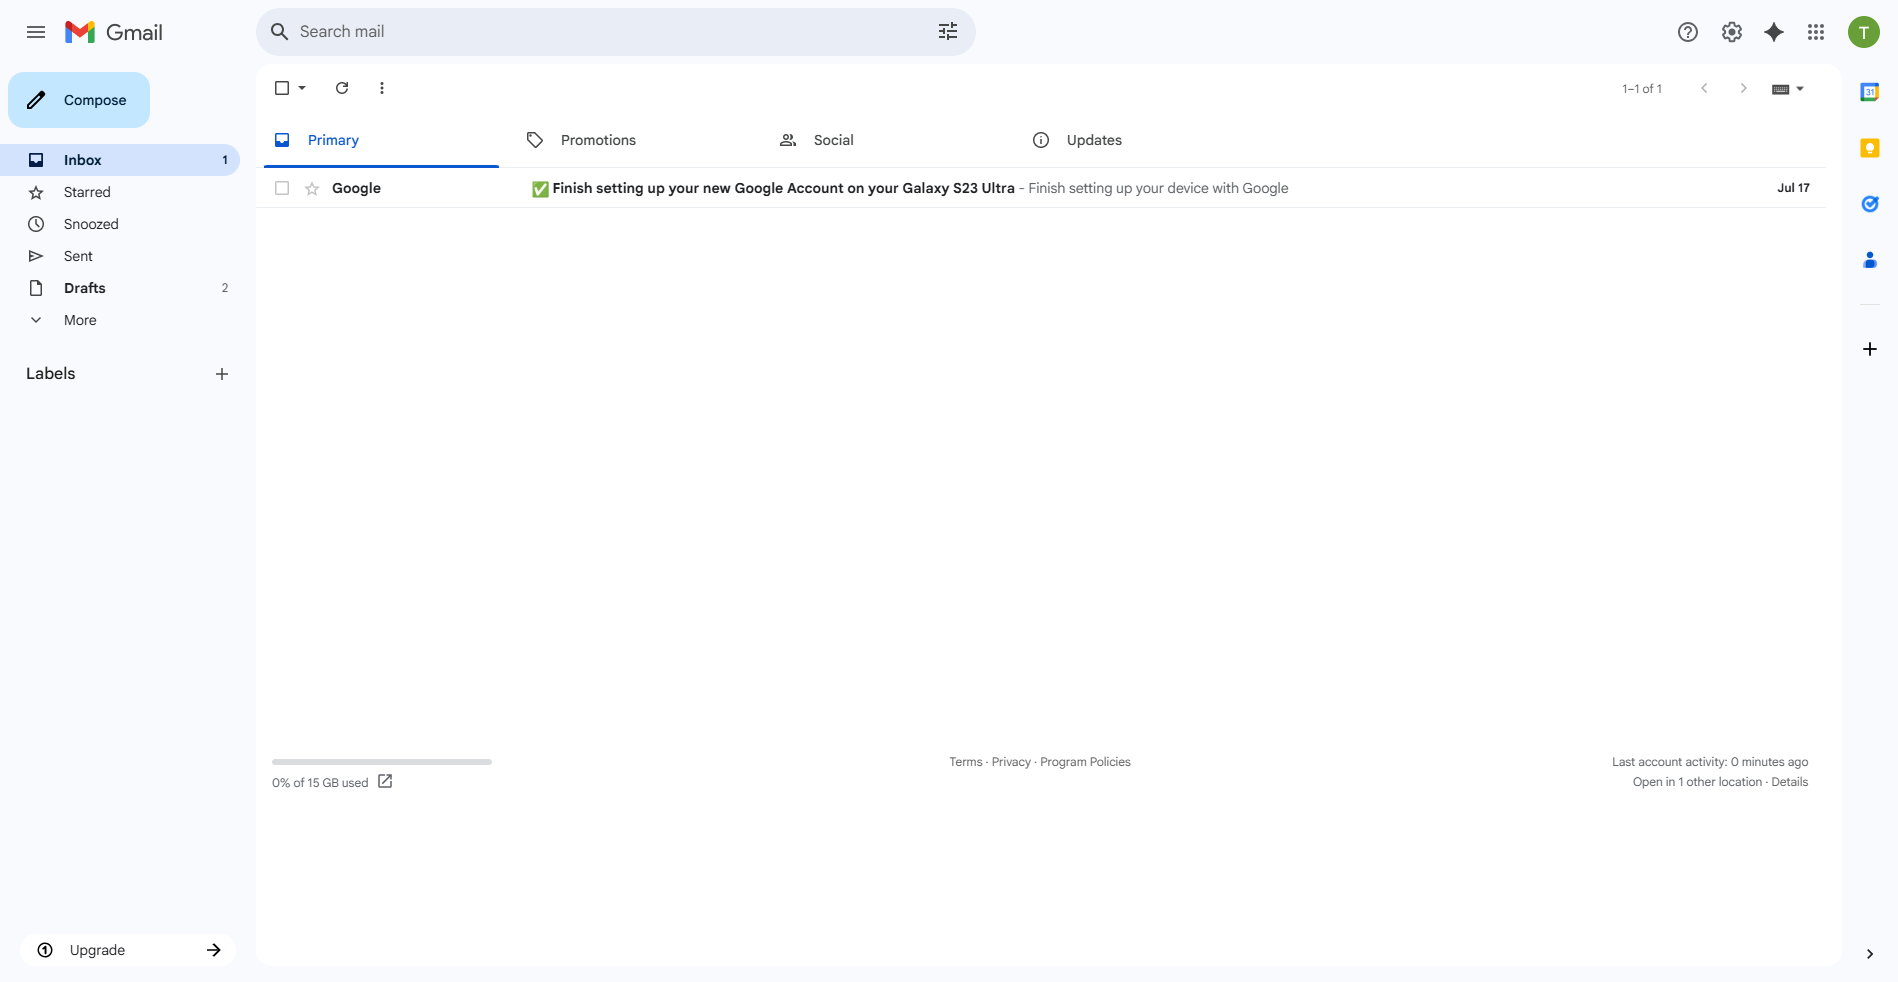 Gmail
Search mail
T
Compose
1–1 of 1
31
Primary
Promotions
Social
Updates
Inbox 1
Starred
Snoozed
Sent
Drafts 2
More
Labels
Google ✅ Finish setting up your new Google Account on your Galaxy S23 Ultra - Finish setting up your device with Google Jul 17
0% of 15 GB used
Terms · Privacy · Program Policies
Last account activity: 0 minutes ago
Open in 1 other location · Details
1 Upgrade